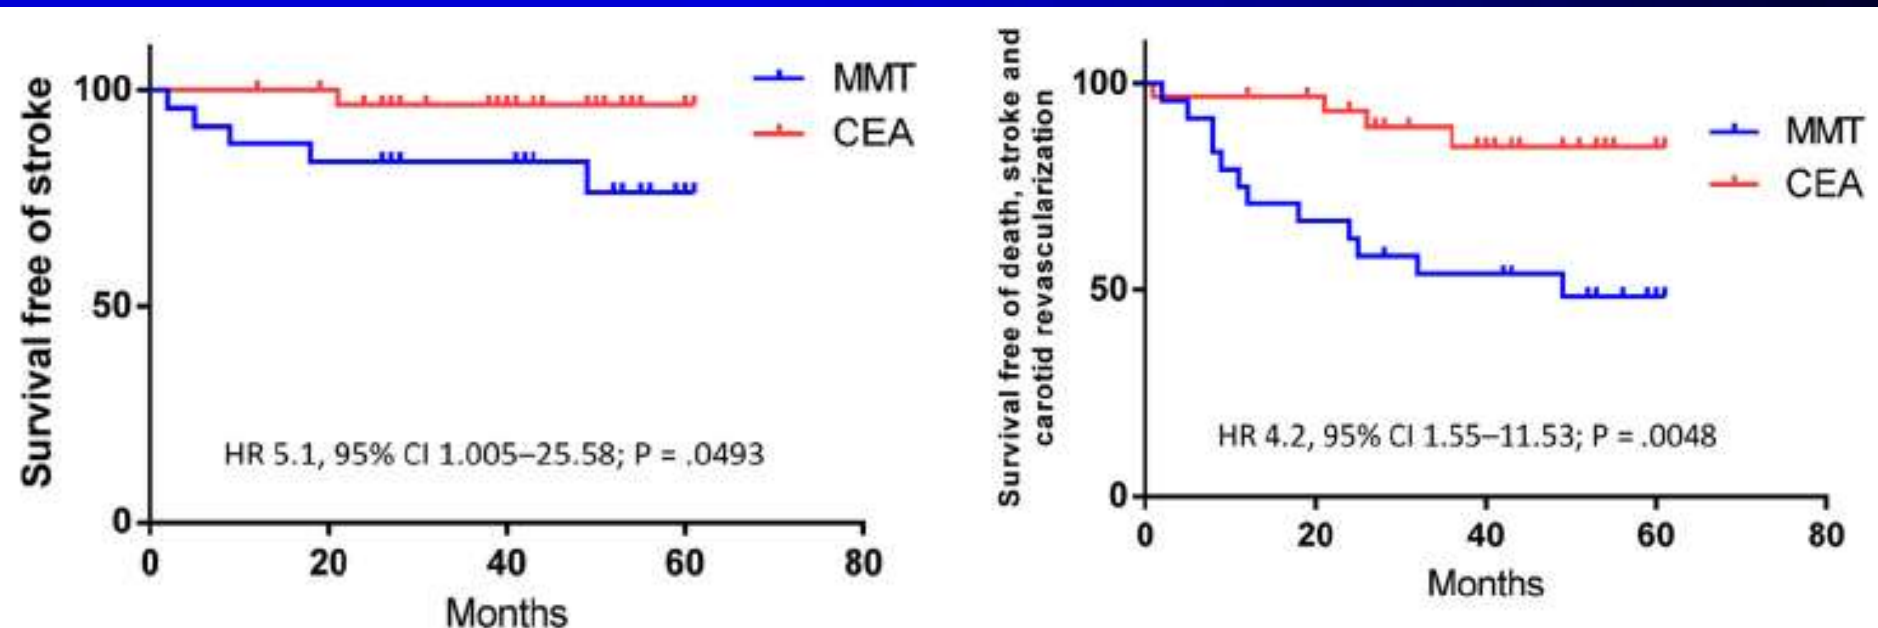 Survival free of stroke
100
50
0
0 20 40 60 80
Months
MMT
CEA
HR 5.1, 95% CI 1.005–25.58; P = .0493
Survival free of death, stroke and
carotid revascularization
100
50
0
0 20 40 60 80
Months
MMT
CEA
HR 4.2, 95% CI 1.55–11.53; P = .0048